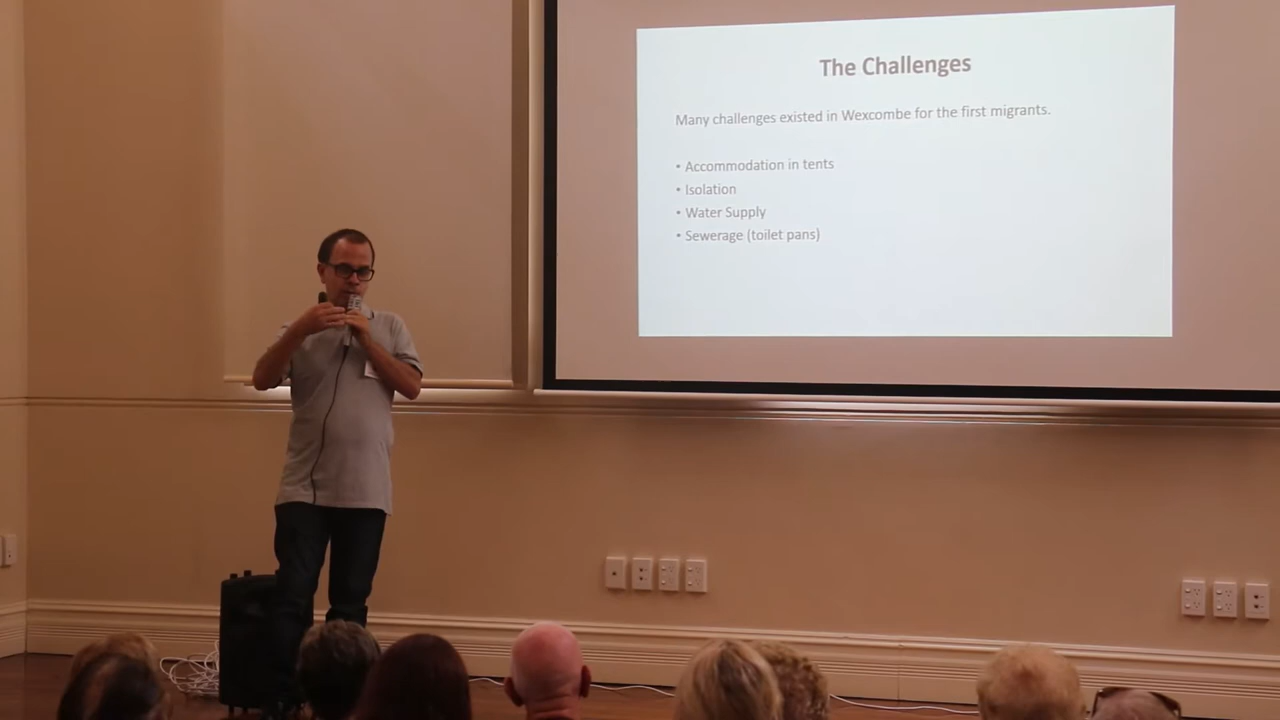 The Challenges
Many challenges existed in Wexcombe for the first migrants.
• Accommodation in tents
• Isolation
• Water Supply
• Sewerage (toilet pans)